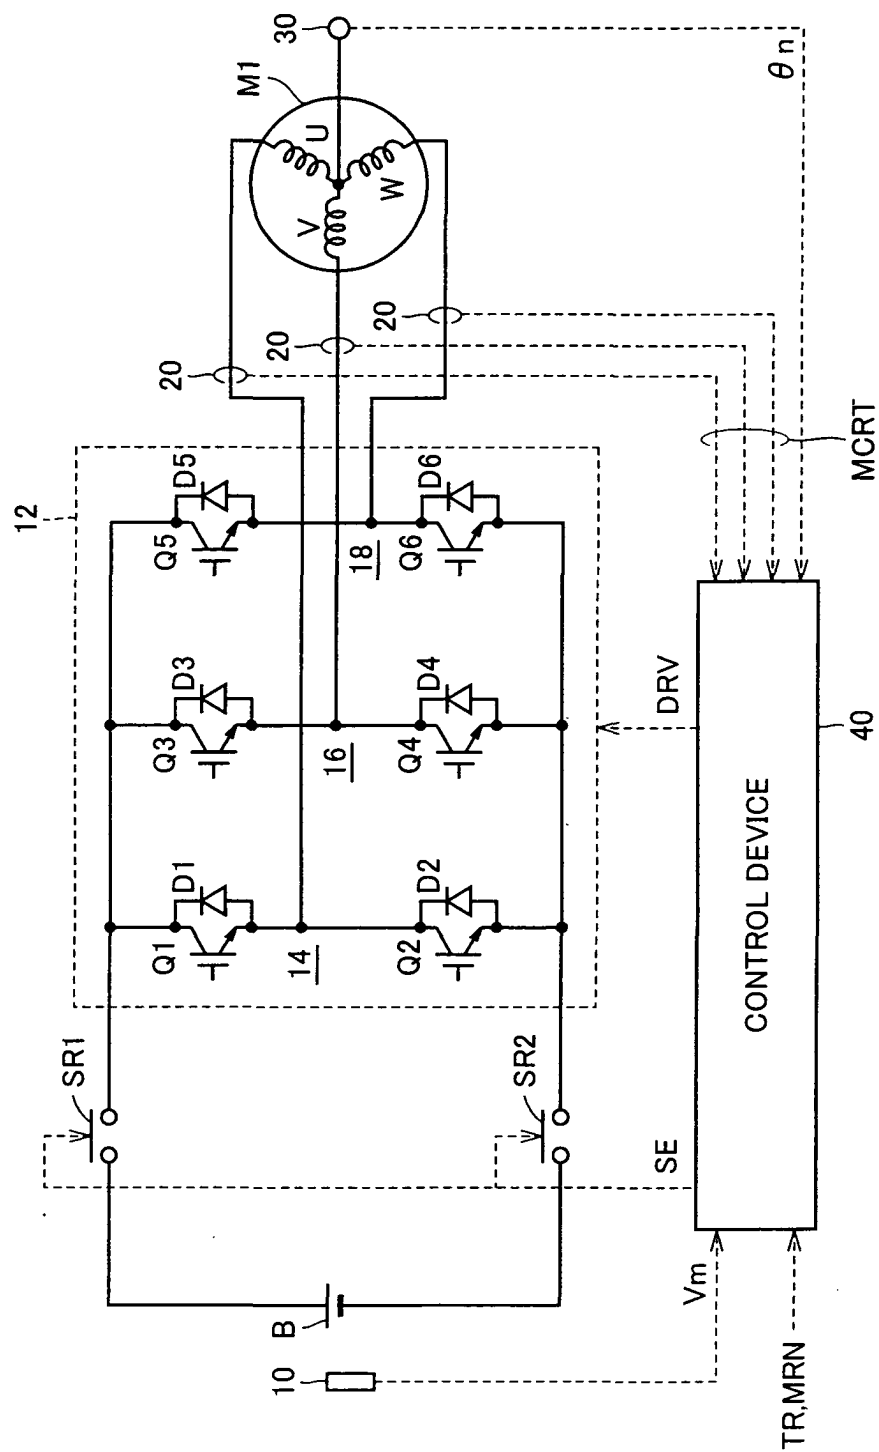 12
SR1
Q1
D1
Q3
D3
Q5
D5
14
16
18
Q2
D2
Q4
D4
Q6
D6
SR2
B
10
20
20
20
M1
U
V
W
30
θn
SE
DRV
MCRT
Vm
TR,MRN
CONTROL DEVICE
40